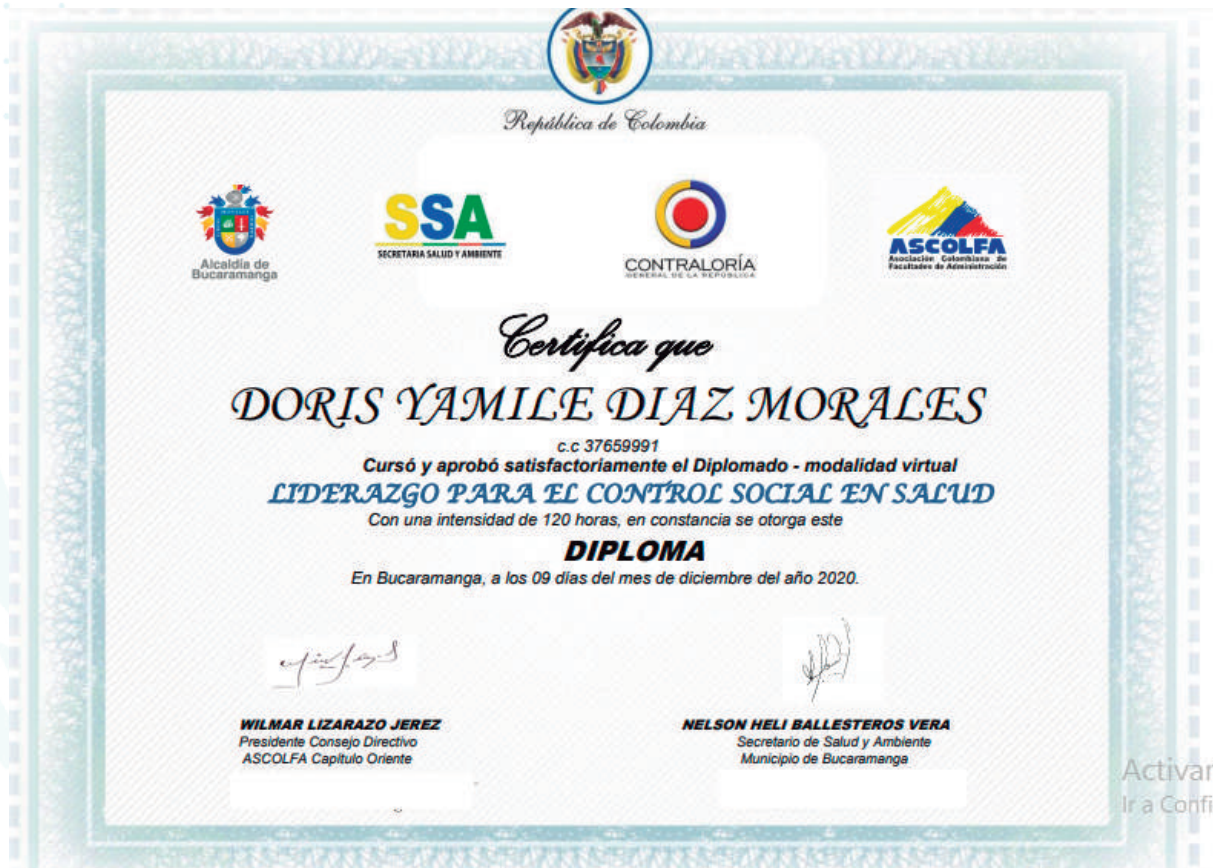 República de Colombia
Alcaldía de
Bucaramanga
SSA
SECRETARIA SALUD Y AMBIENTE
CONTRALORÍA
GENERAL DE LA REPÚBLICA
ASCOLFA
Asociación Colombiana de
Facultades de Administración
Certifica que
DORIS YAMILE DIAZ MORALES
c.c 37659991
Cursó y aprobó satisfactoriamente el Diplomado - modalidad virtual
LIDERAZGO PARA EL CONTROL SOCIAL EN SALUD
Con una intensidad de 120 horas, en constancia se otorga este
DIPLOMA
En Bucaramanga, a los 09 días del mes de diciembre del año 2020.
WILMAR LIZARAZO JEREZ
Presidente Consejo Directivo
ASCOLFA Capitulo Oriente
NELSON HELI BALLESTEROS VERA
Secretario de Salud y Ambiente
Municipio de Bucaramanga
Activar
Ir a Confi